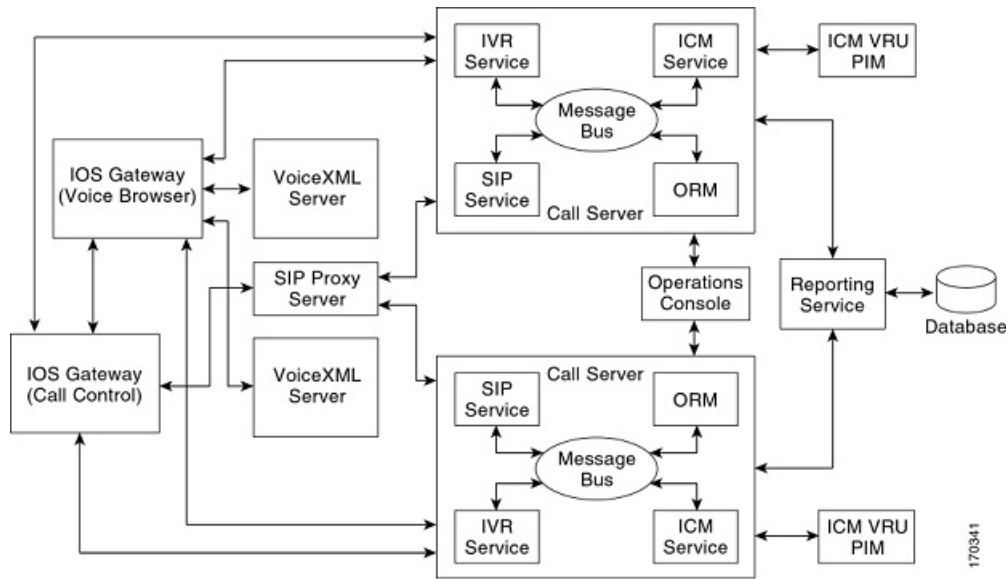 IVR
Service
ICM
Service
ICM VRU
PIM
Message
Bus
SIP
Service
ORM
Call Server
IOS Gateway
(Voice Browser)
VoiceXML
Server
SIP Proxy
Server
Operations
Console
Reporting
Service
Database
IOS Gateway
(Call Control)
VoiceXML
Server
Call Server
SIP
Service
ORM
Message
Bus
IVR
Service
ICM
Service
ICM VRU
PIM
170341